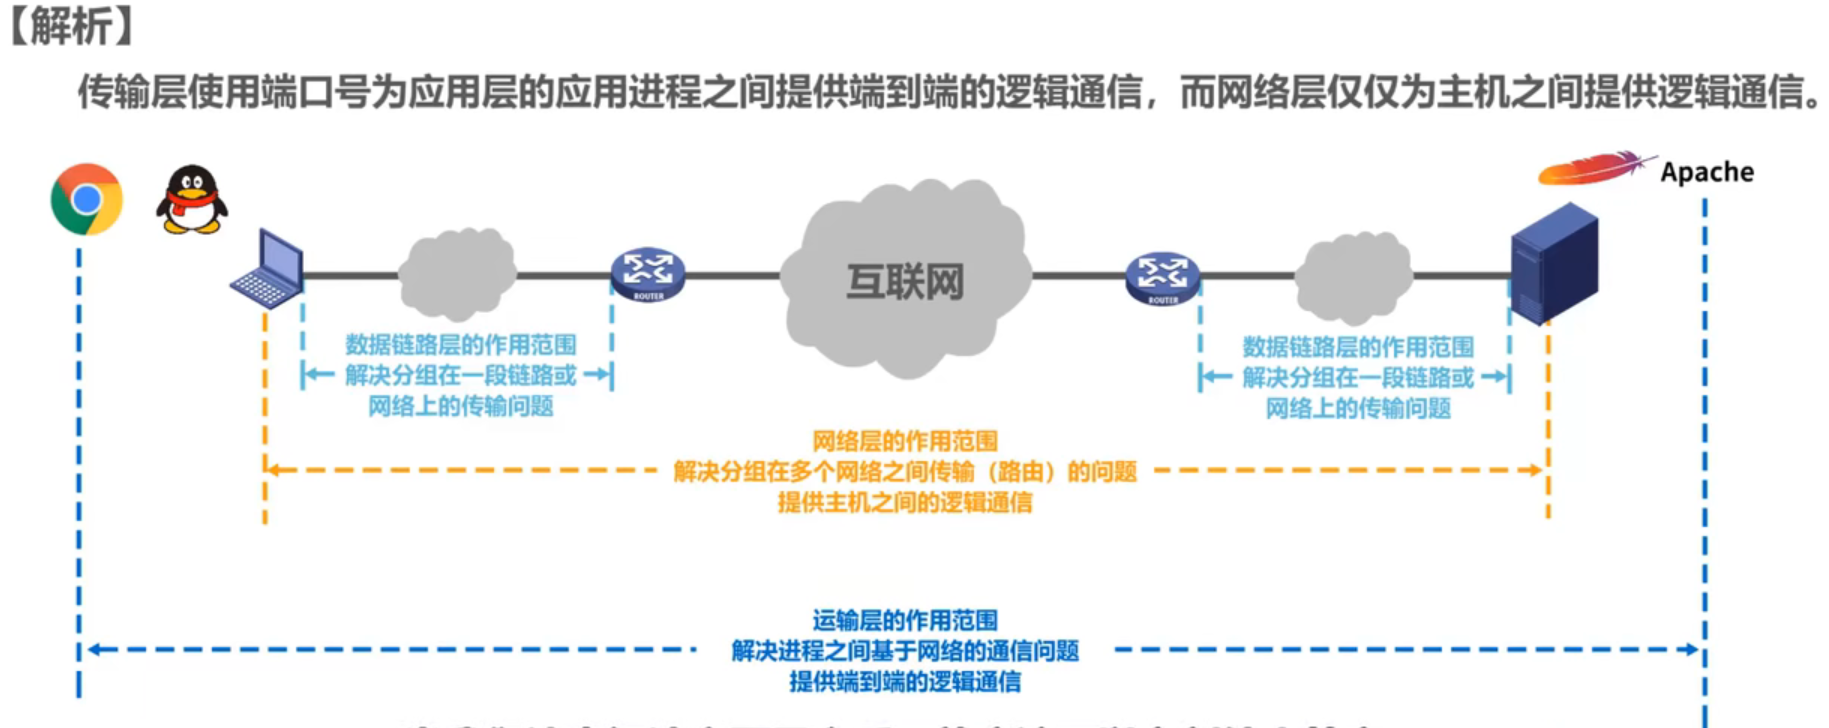 【解析】
传输层使用端口号为应用层的应用进程之间提供端到端的逻辑通信，而网络层仅仅为主机之间提供逻辑通信。
Apache
互联网
ROUTER
ROUTER
数据链路层的作用范围
解决分组在一段链路或
网络上的传输问题
数据链路层的作用范围
解决分组在一段链路或
网络上的传输问题
网络层的作用范围
解决分组在多个网络之间传输（路由）的问题
提供主机之间的逻辑通信
运输层的作用范围
解决进程之间基于网络的通信问题
提供端到端的逻辑通信